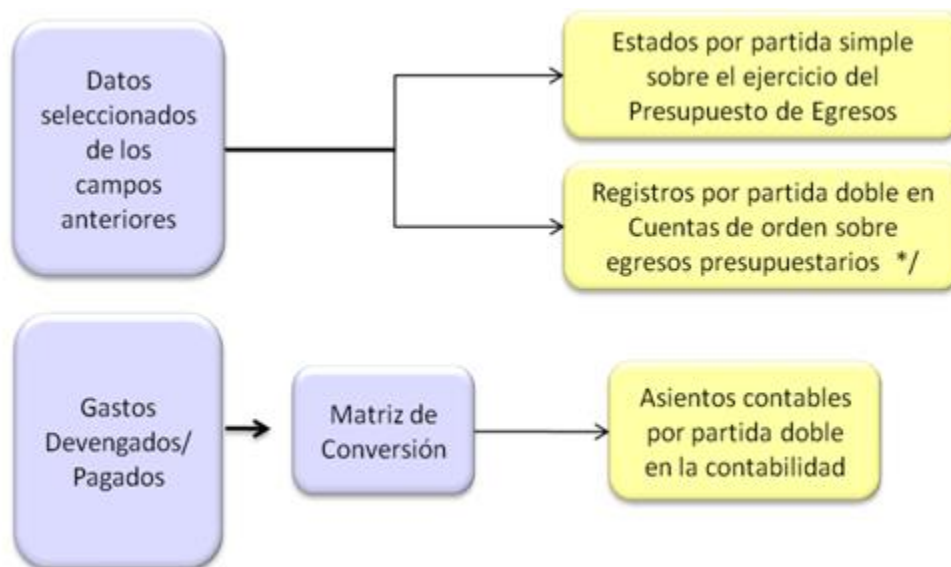 Datos
seleccionados
de los
campos
anteriores
Estados por partida simple
sobre el ejercicio del
Presupuesto de Egresos
Registros por partida doble en
Cuentas de orden sobre
egresos presupuestarios */
Gastos
Devengados/
Pagados
Matriz de
Conversión
Asientos contables
por partida doble
en la contabilidad